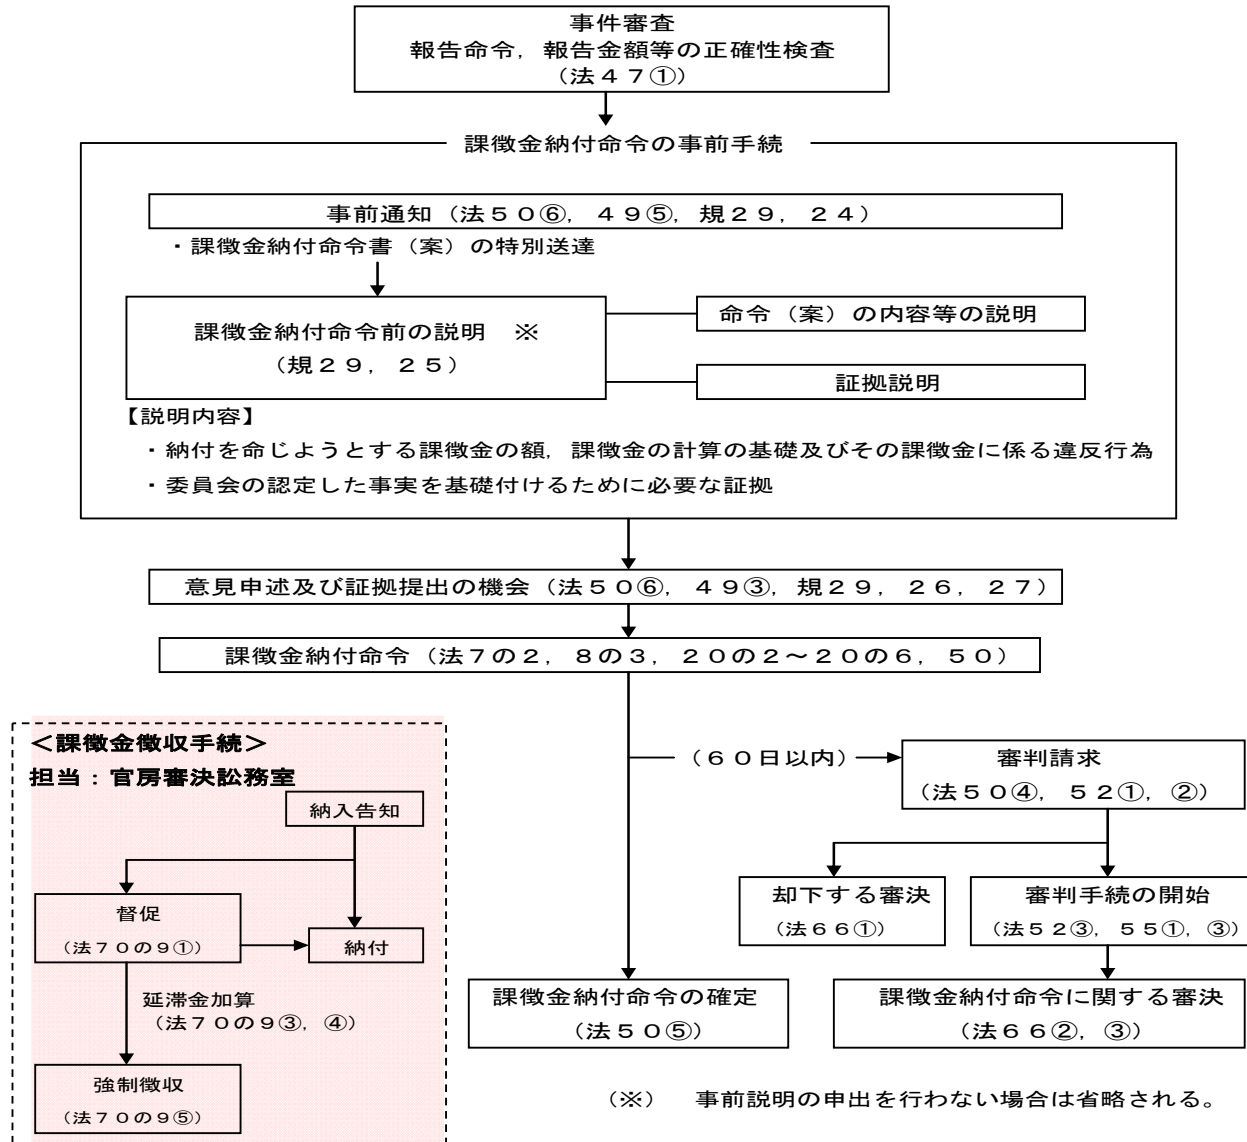 事件審査
報告命令，報告金額等の正確性検査
（法４７①）
課徴金納付命令の事前手続
事前通知（法５０⑥，４９⑤，規２９，２４）
・課徴金納付命令書（案）の特別送達
課徴金納付命令前の説明　※
（規２９，２５）
命令（案）の内容等の説明
証拠説明
【説明内容】
・納付を命じようとする課徴金の額，課徴金の計算の基礎及びその課徴金に係る違反行為
・委員会の認定した事実を基礎付けるために必要な証拠
意見申述及び証拠提出の機会（法５０⑥，４９③，規２９，２６，２７）
課徴金納付命令（法７の２，８の３，２０の２～２０の６，５０）
（６０日以内）
審判請求
（法５０④，５２①，②）
却下する審決
（法６６①）
審判手続の開始
（法５２③，５５①，③）
課徴金納付命令の確定
（法５０⑤）
課徴金納付命令に関する審決
（法６６②，③）
＜課徴金徴収手続＞
担当：官房審決訟務室
納入告知
督促
（法７０の９①）
納付
延滞金加算
（法７０の９③，④）
強制徴収
（法７０の９⑤）
（※）　事前説明の申出を行わない場合は省略される。